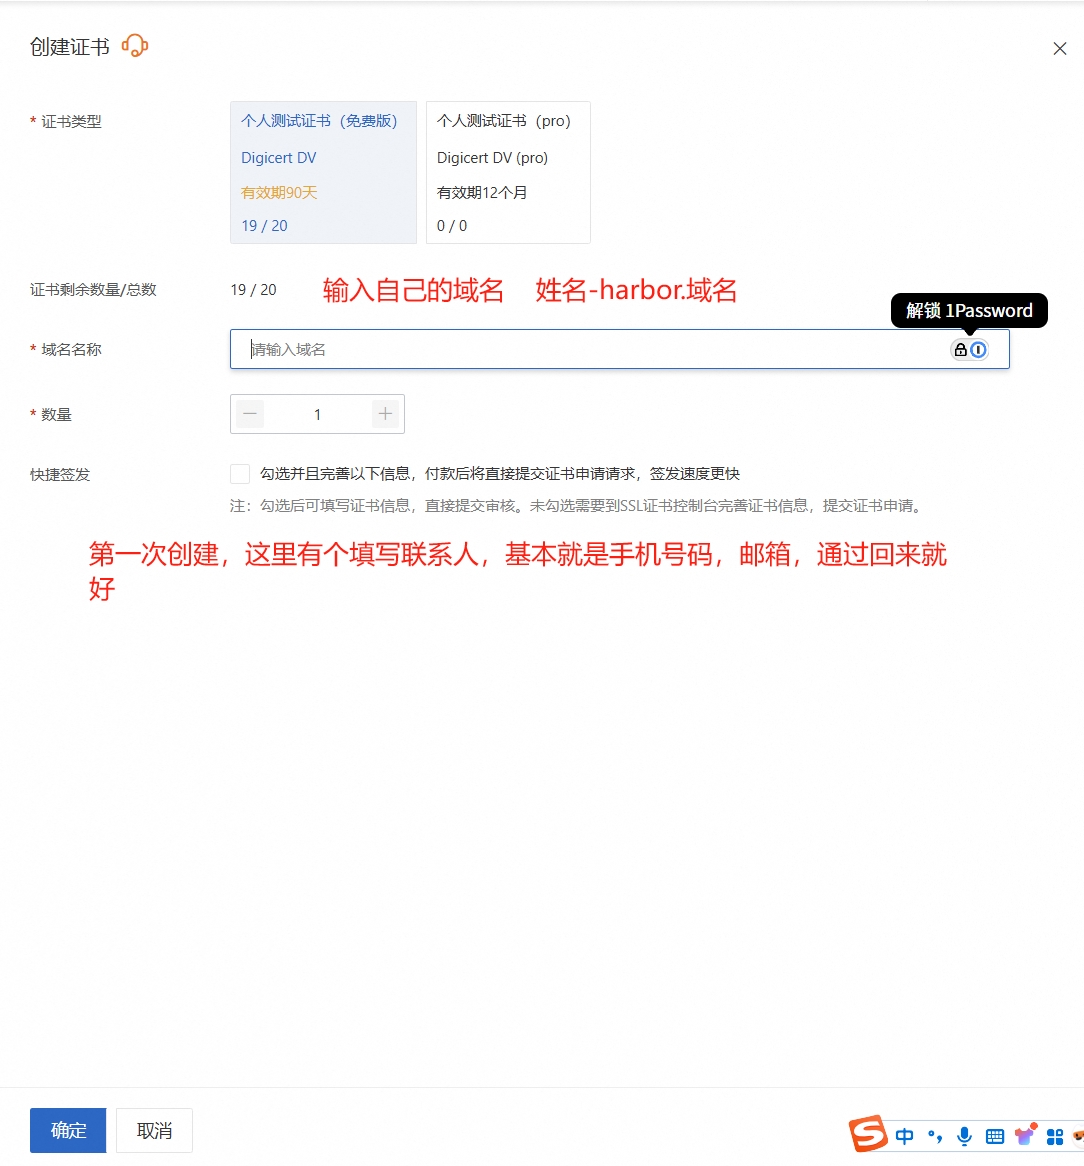 创建证书
* 证书类型
个人测试证书（免费版）
Digicert DV
有效期90天
19 / 20
个人测试证书（pro）
Digicert DV (pro)
有效期12个月
0 / 0
证书剩余数量/总数
19 / 20
输入自己的域名 姓名-harbor.域名
解锁 1Password
* 域名名称
请输入域名
* 数量
1
快捷签发
勾选并且完善以下信息，付款后将直接提交证书申请请求，签发速度更快
注：勾选后可填写证书信息，直接提交审核。未勾选需要到SSL证书控制台完善证书信息，提交证书申请。
第一次创建，这里有个填写联系人，基本就是手机号码，邮箱，通过回来就
好
确定
取消
S 中